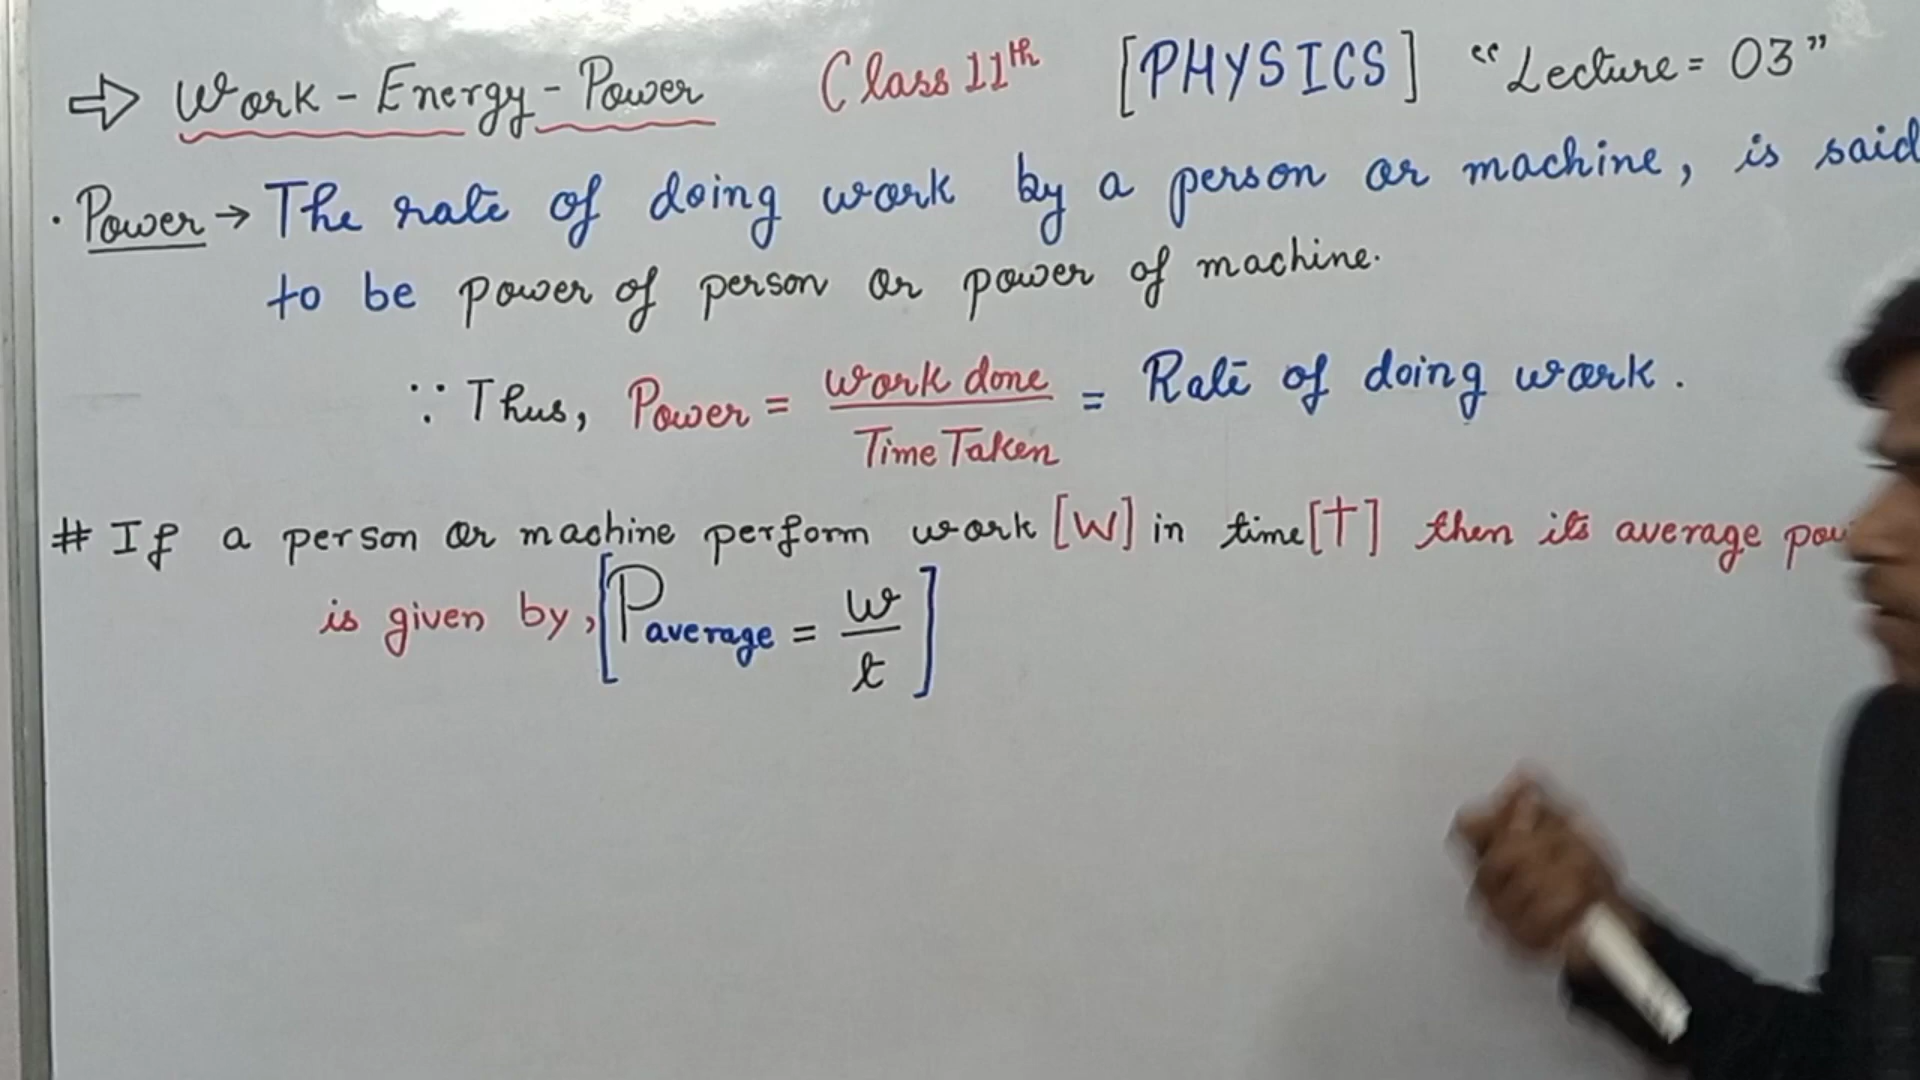 ⇒ Work - Energy - Power Class 11th [PHYSICS] "Lecture = 03"
· Power → The rate of doing work by a person or machine, is said
to be power of person or power of machine.
∵ Thus, Power = work done / Time Taken = Rate of doing work.
# If a person or machine perform work [W] in time [T] then its average
is given by, [P average = w / t]